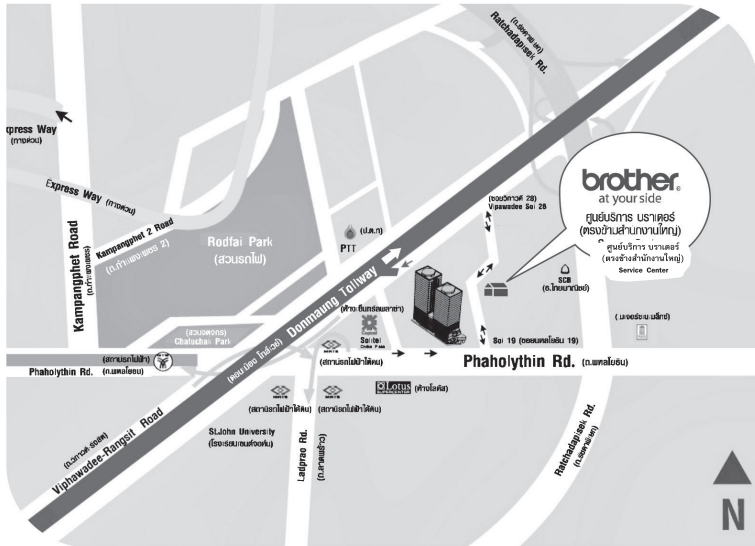 Ratchadapisek Rd.
(ถ.รัชดาภิเษก)
xpress Way
(ทางด่วน)
Express Way (ทางด่วน)
Kampangphet 2 Road
(ถ.กำแพงเพชร 2)
Kampangphet Road
(ถ.กำแพงเพชร)
Rodfai Park
(สวนรถไฟ)
(ป.ต.ท)
PTT
(ซอยวิภาวดี 28)
Vipawadee Soi 28
brother
at your side
ศูนย์บริการ บราเดอร์
(ตรงข้ามสำนักงานใหญ่)
ศูนย์บริการ บราเดอร์
(ตรงข้างสำนักงานใหญ่)
Service Center
SCB
(ธ.ไทยพาณิชย์)
(สวนจตุจักร)
Chatuchai Park
(ดอนเมือง โทล์เวย์) Donmaung Tollway
(ห้างเซ็นทรัลพลาซ่า)
Sofitel
MRTS
(สถานีรถไฟฟ้าใต้ดิน)
Soi 19 (ซอยพหลโยธิน 19)
(สถานีรถไฟฟ้า)
Phaholythin Rd. (ถ.พหลโยธิน)
Phaholythin Rd. (ถ.พหลโยธิน)
Lotus
SUPERCENTER
(ห้างโลตัส)
MRTS
MRTS
(สถานีรถไฟฟ้าใต้ดิน)
(สถานีรถไฟฟ้าใต้ดิน)
St.John University
(โรงเรียนเซนต์จอห์น)
Ladprao Rd.
(ถ.ลาดพร้าว)
Ratchadapisek Rd.
(ถ.รัชดาภิเษก)
Viphawadee-Rangsit Road
N